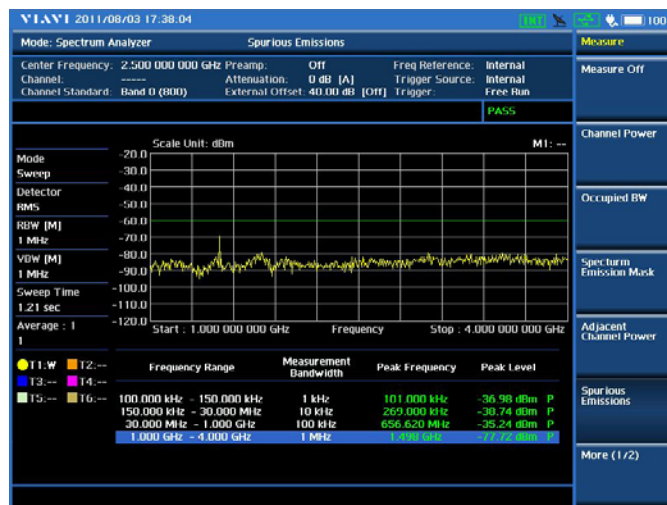 VIAVI 2011/08/03 17:38:04 INT 100
Mode: Spectrum Analyzer Spurious Emissions
Center Frequency: 2.500 000 000 GHz Preamp: Off Freq Reference: Internal
Channel: ----- Attenuation: 0 dB [A] Trigger Source: Internal
Channel Standard: Band 0 (800) External Offset: 40.00 dB [Off] Trigger: Free Run
PASS
Scale Unit: dBm M1: --
Mode
Sweep
Detector
RMS
RBW [M]
1 MHz
VBW [M]
1 MHz
Sweep Time
1.21 sec
Average : 1
1
T1:W T2:--
T3:-- T4:--
T5:-- T6:--
-20.0
-30.0
-40.0
-50.0
-60.0
-70.0
-80.0
-90.0
-100.0
-110.0
-120.0
Start : 1.000 000 000 GHz Frequency Stop : 4.000 000 000 GHz
Frequency Range Measurement Bandwidth Peak Frequency Peak Level
100.000 kHz - 150.000 kHz 1 kHz 101.000 kHz -36.98 dBm P
150.000 kHz - 30.000 MHz 10 kHz 269.000 kHz -38.74 dBm P
30.000 MHz - 1.000 GHz 100 kHz 656.620 MHz -35.24 dBm P
1.000 GHz - 4.000 GHz 1 MHz 1.498 GHz -77.72 dBm P
Measure
Measure Off
Channel Power
Occupied BW
Specturm
Emission Mask
Adjacent
Channel Power
Spurious
Emissions
More (1/2)